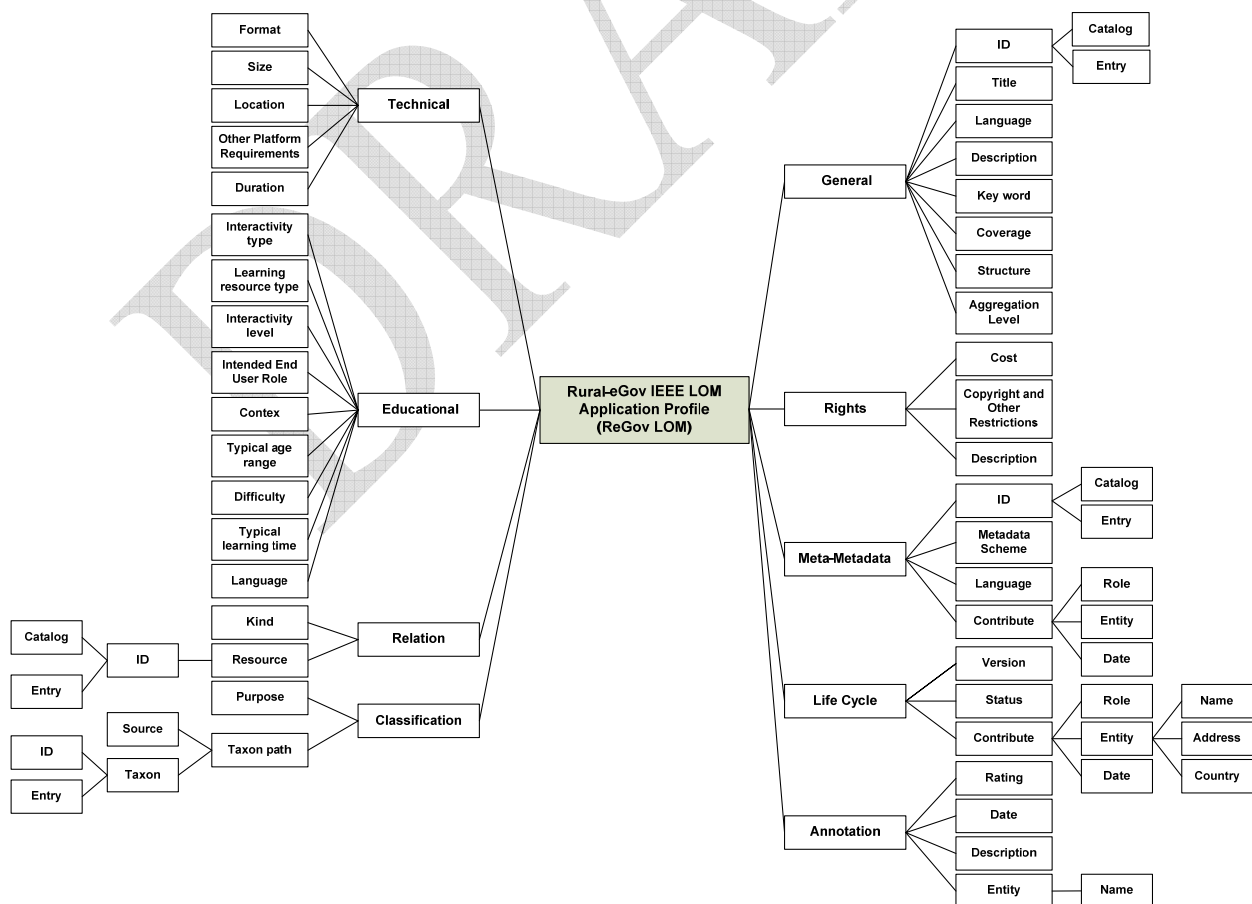 DRA
Format
Size
Location
Other Platform
Requirements
Duration
Technical
Interactivity
type
Learning
resource type
Interactivity
level
Intended End
User Role
Contex
Typical age
range
Difficulty
Typical
learning time
Language
Educational
Kind
Resource
Relation
ID
Catalog
Entry
Purpose
Taxon path
Classification
Source
Taxon
ID
Entry
Rural-eGov IEEE LOM
Application Profile
(ReGov LOM)
General
ID
Catalog
Entry
Title
Language
Description
Key word
Coverage
Structure
Aggregation
Level
Rights
Cost
Copyright and
Other
Restrictions
Description
Meta-Metadata
ID
Catalog
Entry
Metadata
Scheme
Language
Contribute
Role
Entity
Date
Life Cycle
Version
Status
Contribute
Role
Entity
Date
Name
Address
Country
Annotation
Rating
Date
Description
Entity
Name